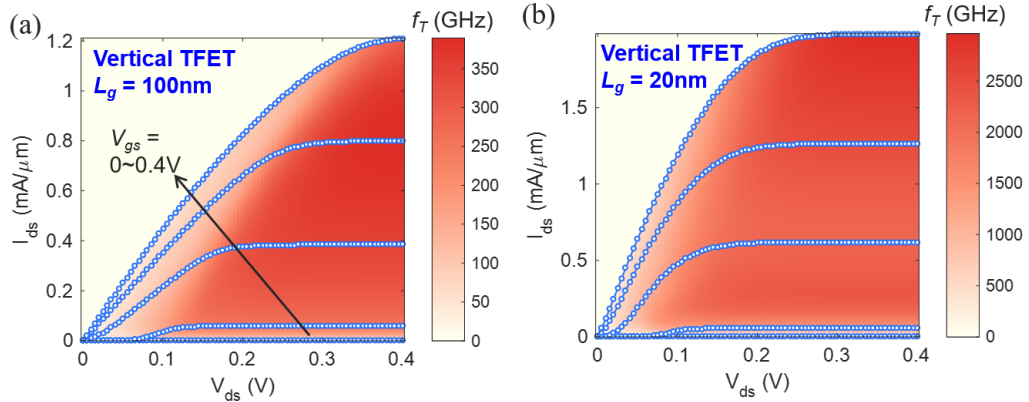 (a)
f_T (GHz)
Vertical TFET
L_g = 100nm
V_gs =
0~0.4V
I_ds (mA/μm)
1.2
1
0.8
0.6
0.4
0.2
0
0
0.1
0.2
0.3
0.4
V_ds (V)
350
300
250
200
150
100
50
0
(b)
f_T (GHz)
Vertical TFET
L_g = 20nm
I_ds (mA/μm)
1.5
1
0.5
0
0
0.1
0.2
0.3
0.4
V_ds (V)
2500
2000
1500
1000
500
0